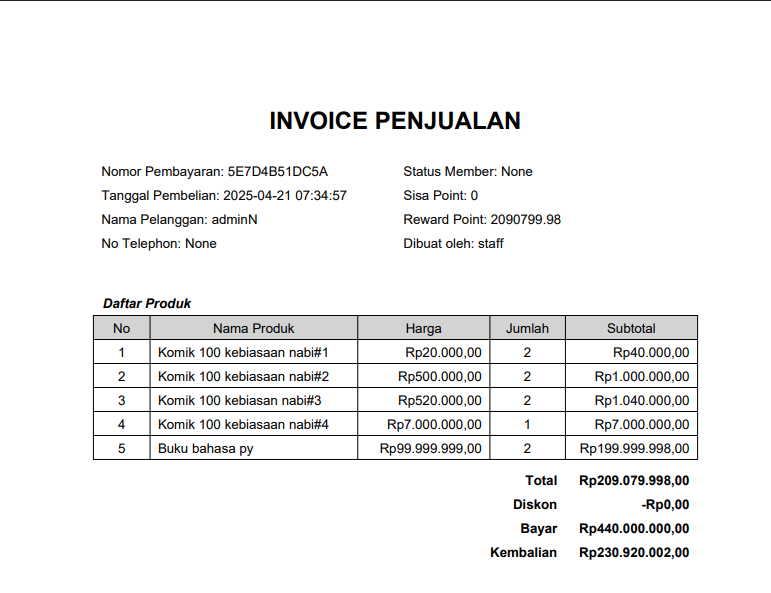 INVOICE PENJUALAN
Nomor Pembayaran: 5E7D4B51DC5A
Status Member: None
Tanggal Pembelian: 2025-04-21 07:34:57
Sisa Point: 0
Nama Pelanggan: adminN
Reward Point: 2090799.98
No Telephon: None
Dibuat oleh: staff
Daftar Produk
No Nama Produk Harga Jumlah Subtotal
1 Komik 100 kebiasaan nabi#1 Rp20.000,00 2 Rp40.000,00
2 Komik 100 kebiasaan nabi#2 Rp500.000,00 2 Rp1.000.000,00
3 Komik 100 kebiasan nabi#3 Rp520.000,00 2 Rp1.040.000,00
4 Komik 100 kebiasaan nabi#4 Rp7.000.000,00 1 Rp7.000.000,00
5 Buku bahasa py Rp99.999.999,00 2 Rp199.999.998,00
Total Rp209.079.998,00
Diskon -Rp0,00
Bayar Rp440.000.000,00
Kembalian Rp230.920.002,00